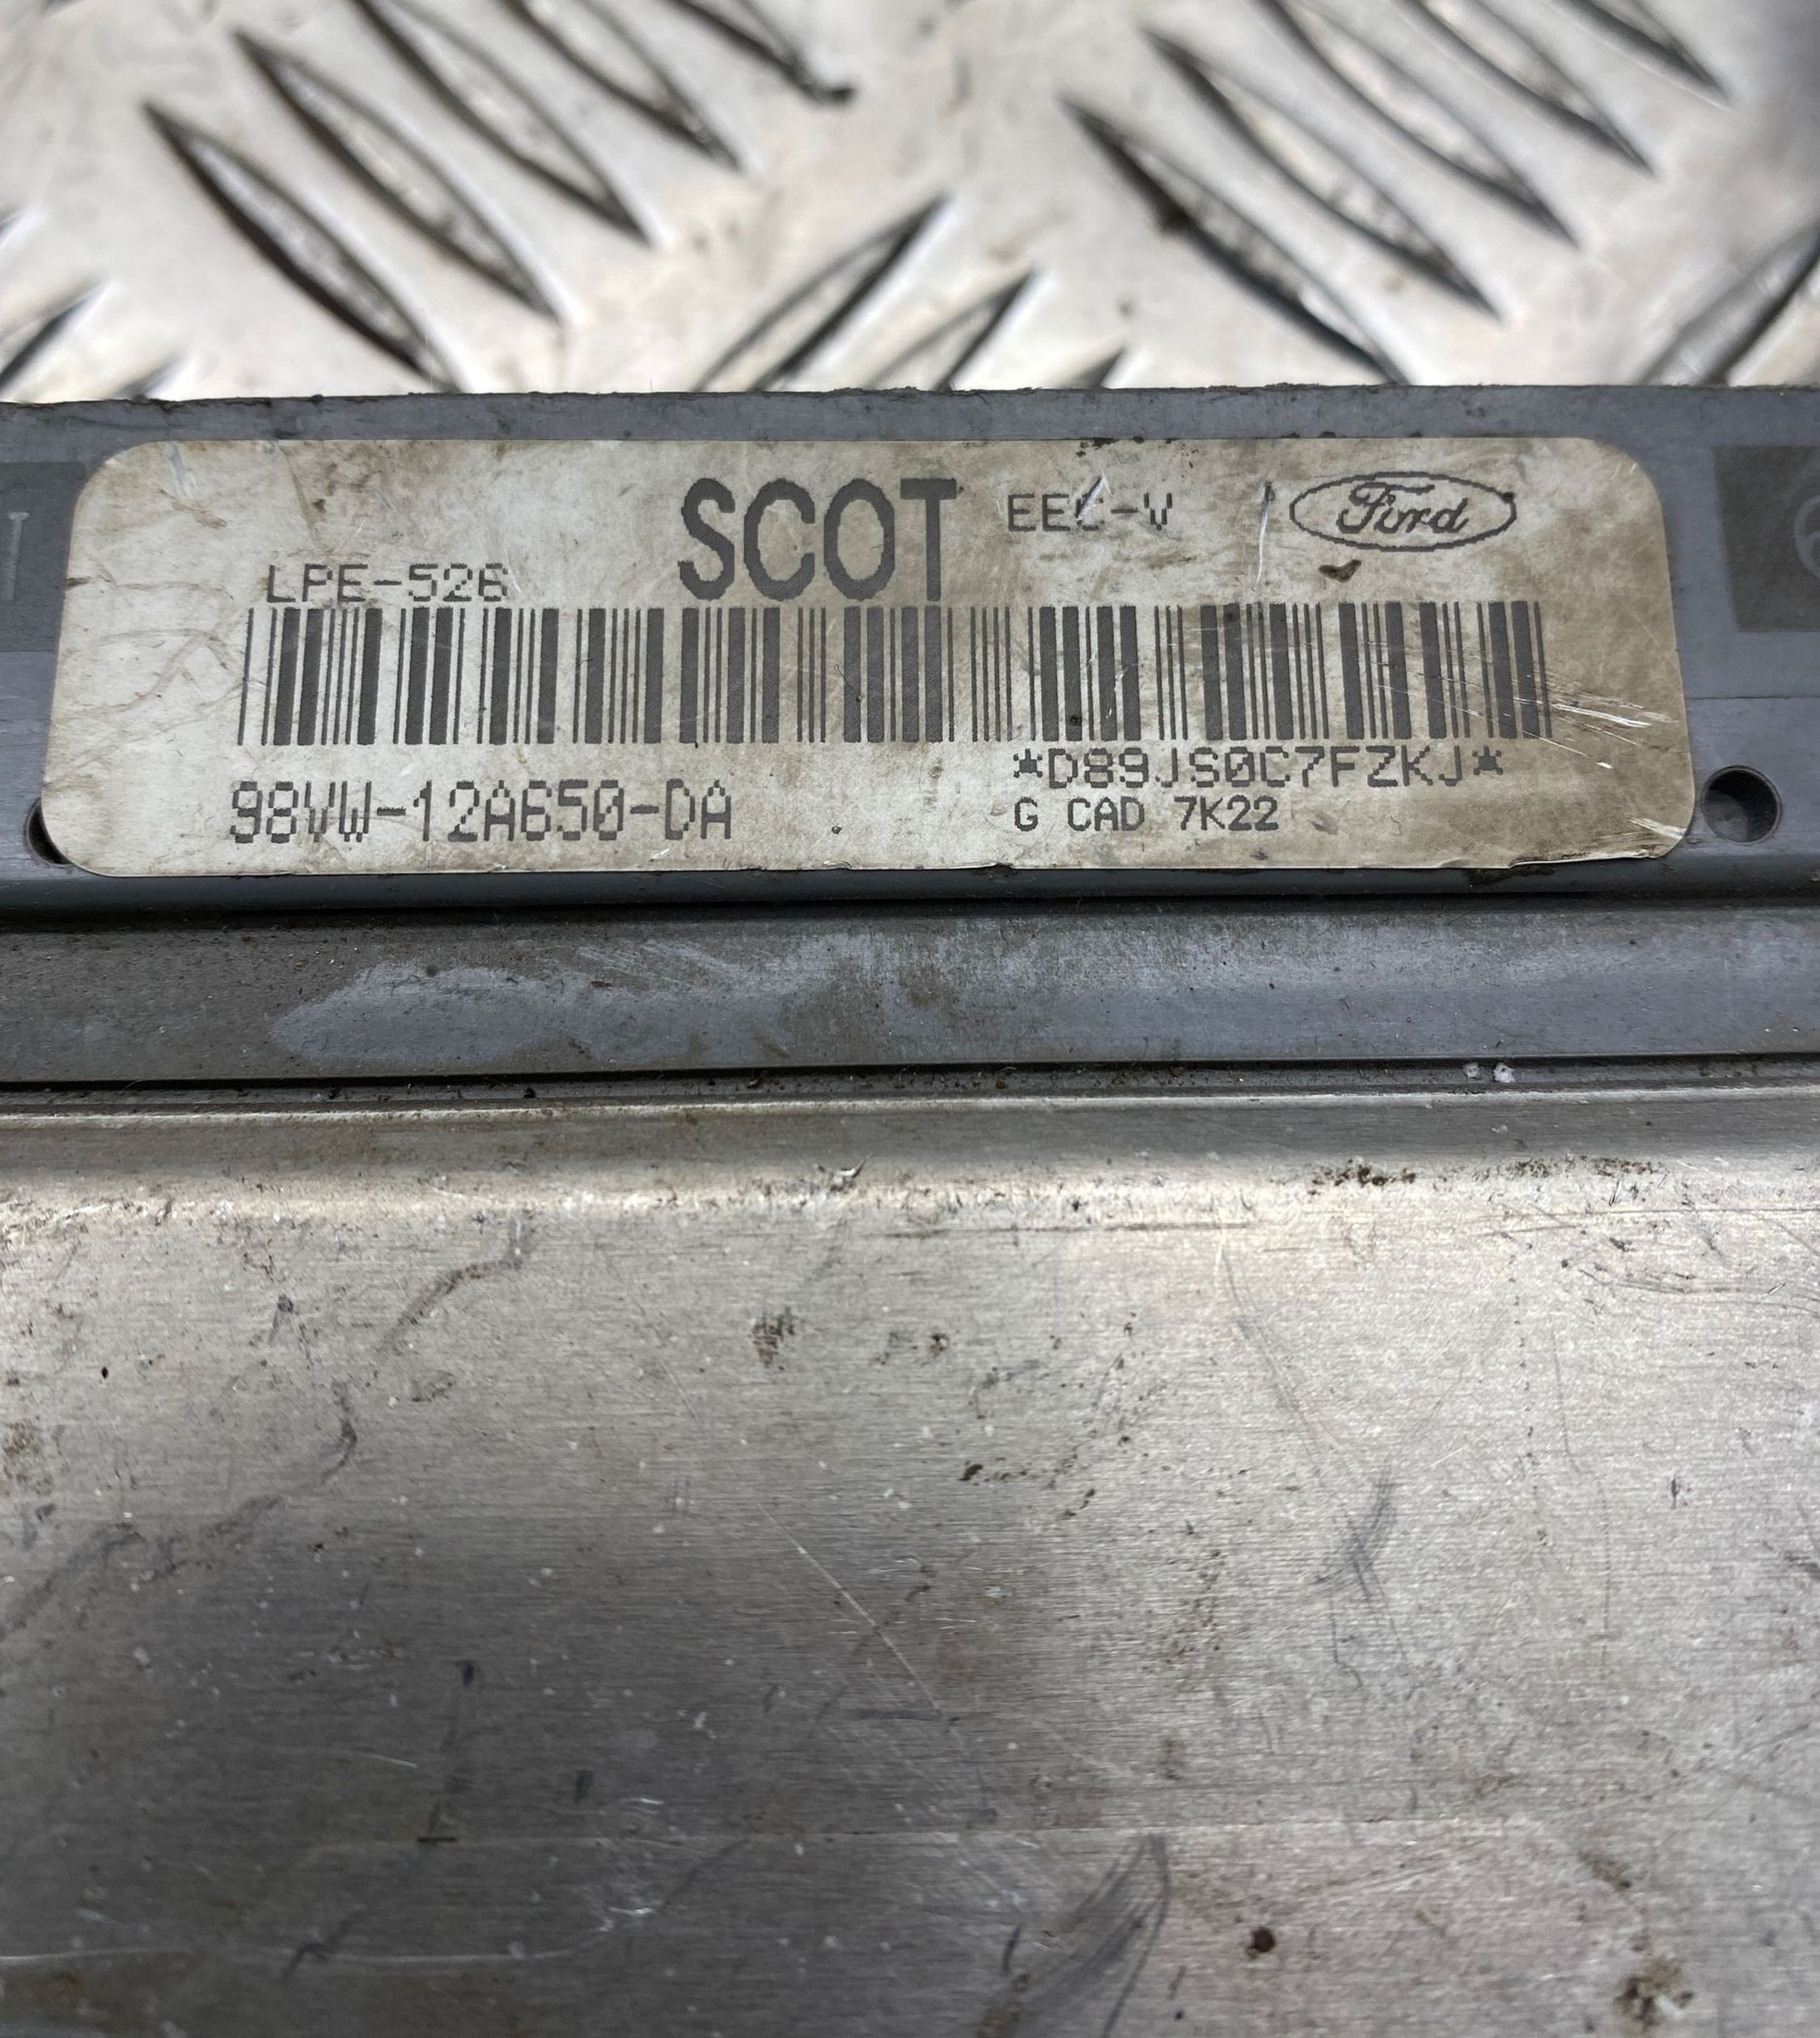 SCOT EEC-V Ford
LPE-526
*D89JS0C7FZKJ*
98VW-12A650-DA G CAD 7K22